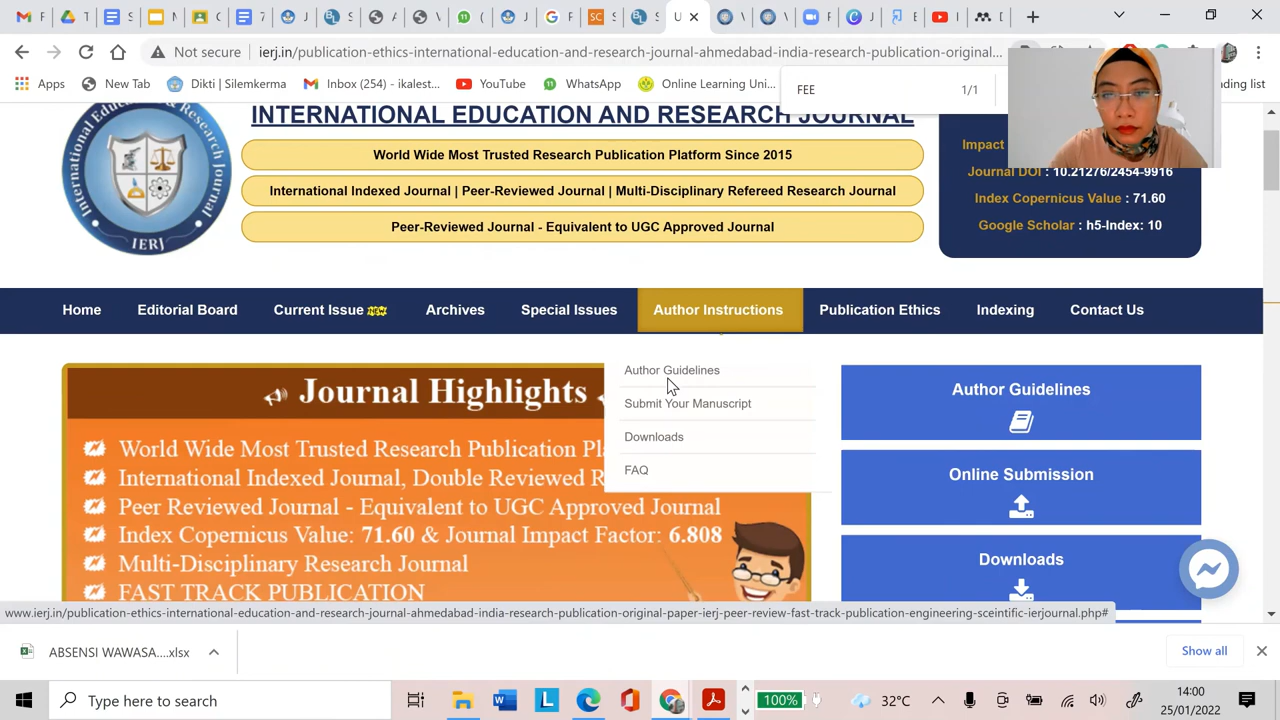 Not secure
ierj.in/publication-ethics-international-education-and-research-journal-ahmedabad-india-research-publication-original...
Apps
New Tab
Dikti | Silemkerma
Inbox (254) - ikalest...
YouTube
WhatsApp
Online Learning Uni...
FEE
1/1
INTERNATIONAL EDUCATION AND RESEARCH JOURNAL
World Wide Most Trusted Research Publication Platform Since 2015
International Indexed Journal | Peer-Reviewed Journal | Multi-Disciplinary Refereed Research Journal
Peer-Reviewed Journal - Equivalent to UGC Approved Journal
IERJ
Impact
Journal DOI : 10.21276/2454-9916
Index Copernicus Value : 71.60
Google Scholar : h5-Index: 10
Home
Editorial Board
Current Issue NEW
Archives
Special Issues
Author Instructions
Publication Ethics
Indexing
Contact Us
Author Guidelines
Submit Your Manuscript
Downloads
FAQ
Journal Highlights
World Wide Most Trusted Research Publication
International Indexed Journal, Double Reviewed R
Peer Reviewed Journal - Equivalent to UGC Approved Journal
Index Copernicus Value: 71.60 & Journal Impact Factor: 6.808
Multi-Disciplinary Research Journal
FAST TRACK PUBLICATION
Author Guidelines
Online Submission
Downloads
www.ierj.in/publication-ethics-international-education-and-research-journal-ahmedabad-india-research-publication-original-paper-ierj-peer-review-fast-track-publication-engineering-sceintific-ierjournal.php#
ABSENSI WAWASA....xlsx
Show all
Type here to search
100%
32°C
14:00
25/01/2022